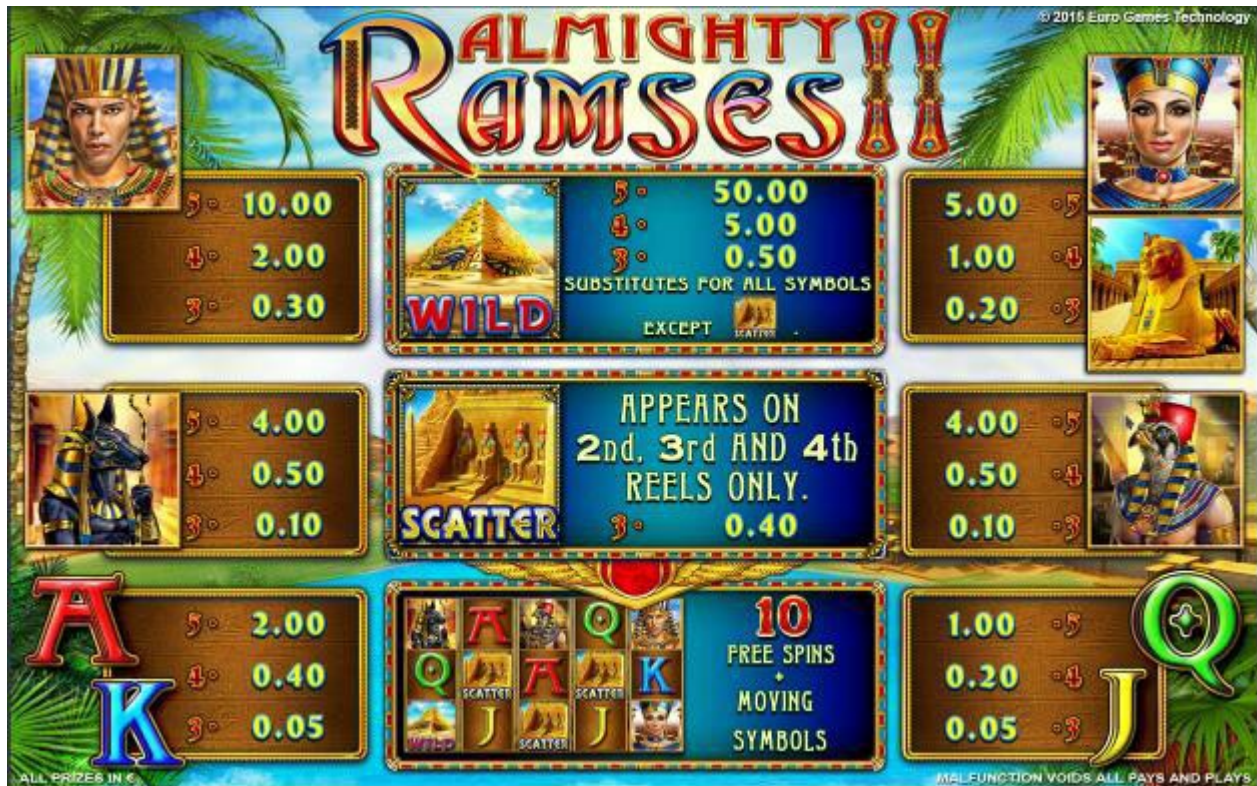 © 2015 Euro Games Technology
ALMIGHTY
RAMSES II
5- 10.00
4- 2.00
3- 0.30
WILD
5- 50.00
4- 5.00
3- 0.50
SUBSTITUTES FOR ALL SYMBOLS
EXCEPT SCATTER .
5.00 -5
1.00 -4
0.20 -3
5- 4.00
4- 0.50
3- 0.10
SCATTER
APPEARS ON
2nd, 3rd AND 4th
REELS ONLY.
3- 0.40
4.00 -5
0.50 -4
0.10 -3
A
K
5- 2.00
4- 0.40
3- 0.05
A Q
Q SCATTER A SCATTER K
WILD J SCATTER J
10
FREE SPINS
+
MOVING
SYMBOLS
1.00 -5
0.20 -4
0.05 -3
Q
J
ALL PRIZES IN €
MALFUNCTION VOIDS ALL PAYS AND PLAYS